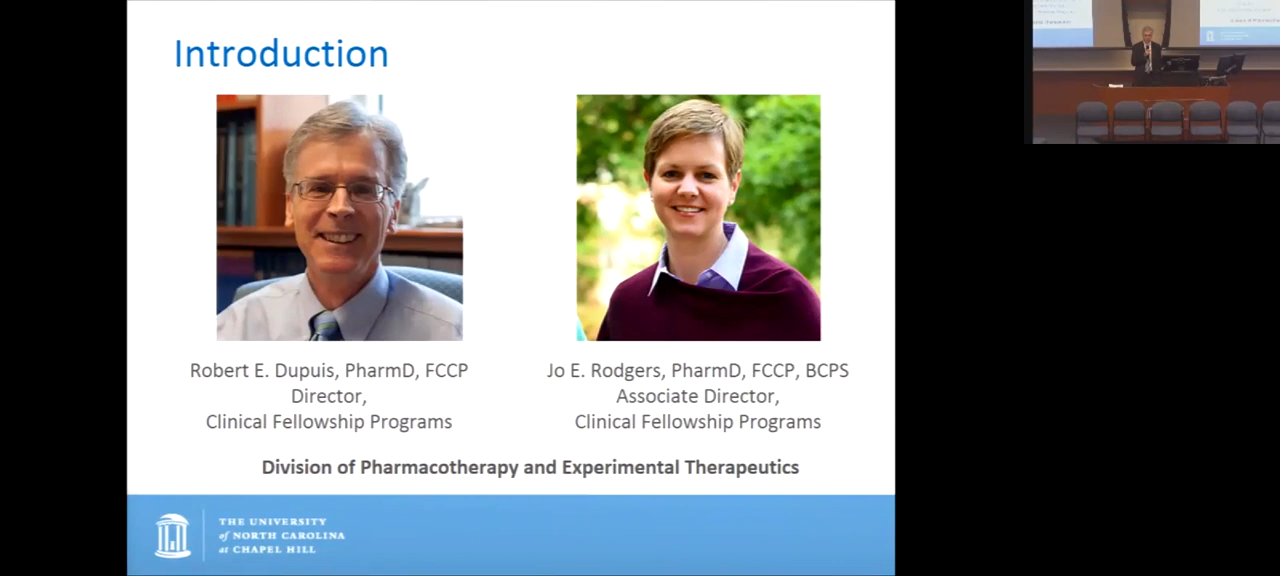 Introduction
Robert E. Dupuis, PharmD, FCCP
Director,
Clinical Fellowship Programs
Jo E. Rodgers, PharmD, FCCP, BCPS
Associate Director,
Clinical Fellowship Programs
Division of Pharmacotherapy and Experimental Therapeutics
THE UNIVERSITY
of NORTH CAROLINA
at CHAPEL HILL